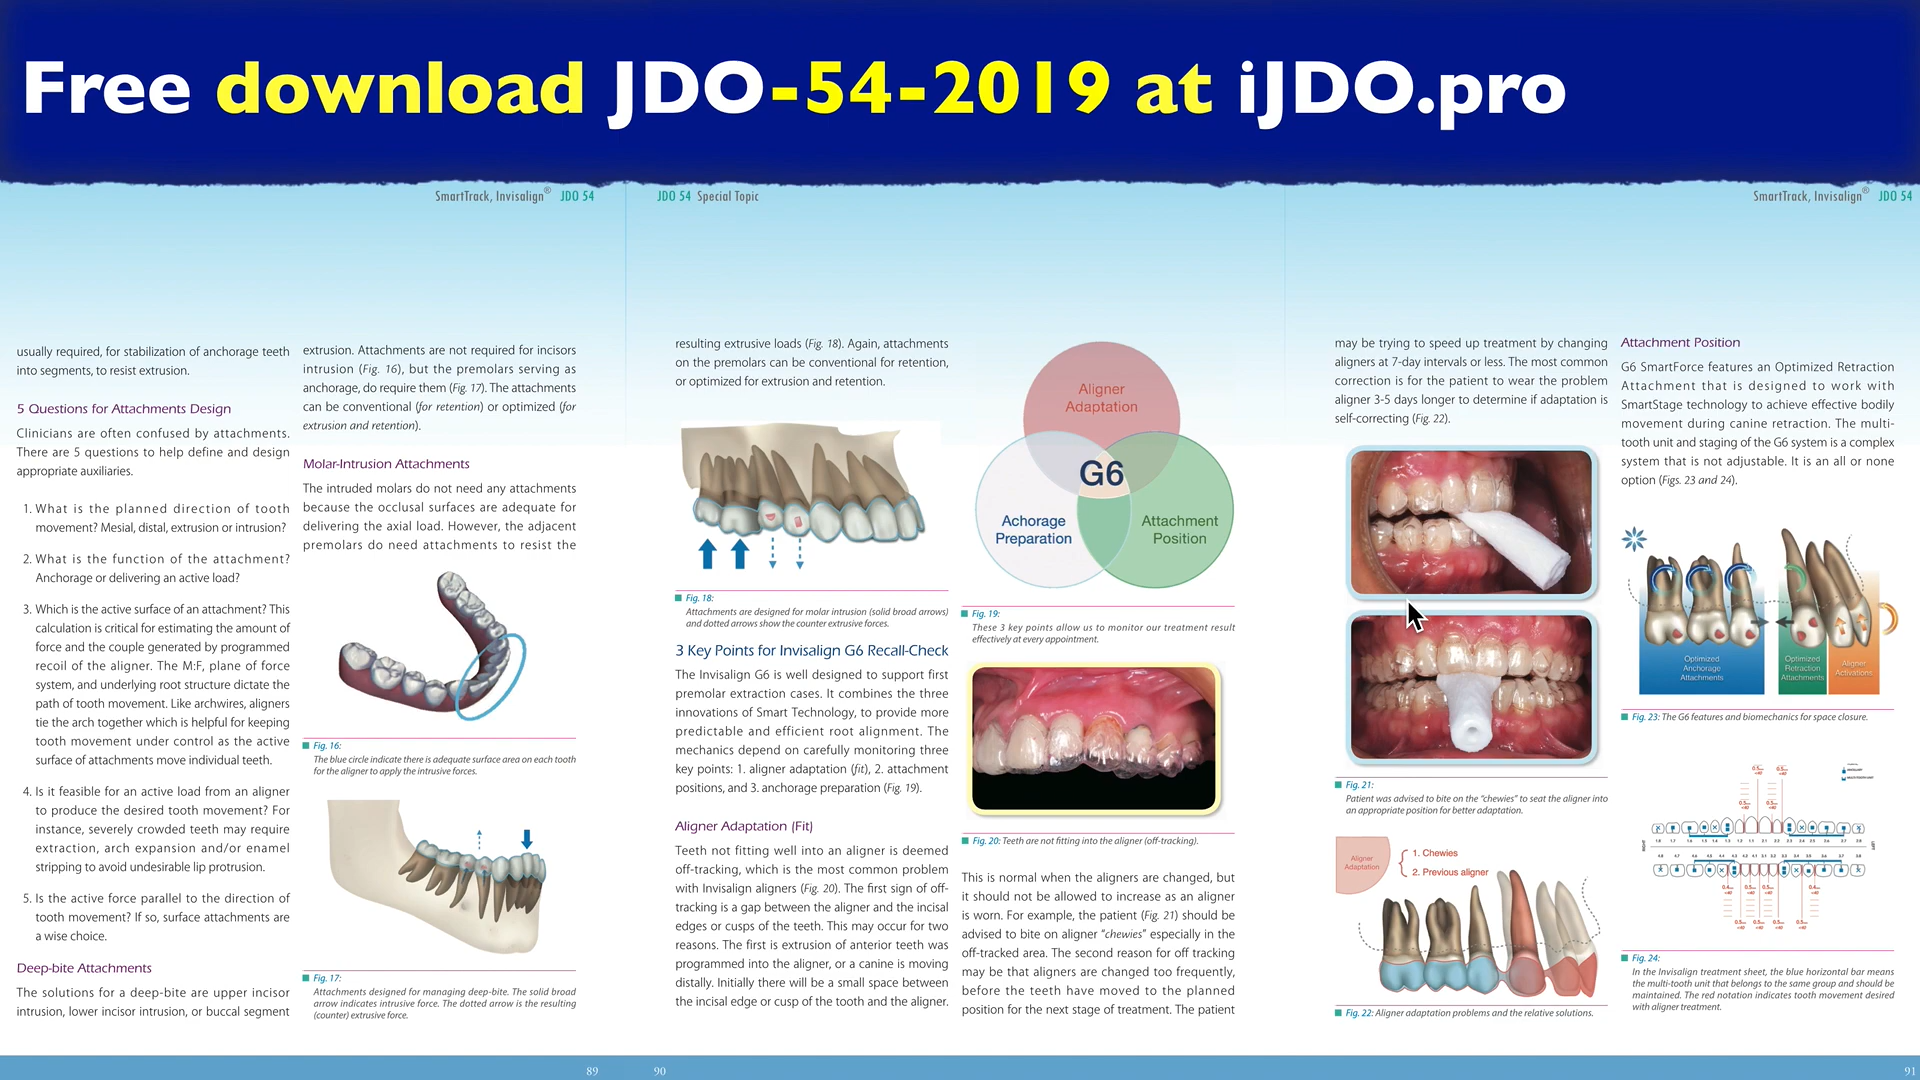 Free download JDO-54-2019 at iJDO.pro
SmartTrack, Invisalign® JDO 54
usually required, for stabilization of anchorage teeth
into segments, to resist extrusion.
5 Questions for Attachments Design
Clinicians are often confused by attachments.
There are 5 questions to help define and design
appropriate auxiliaries.
1. What is the planned direction of tooth
movement? Mesial, distal, extrusion or intrusion?
2. What is the function of the attachment?
Anchorage or delivering an active load?
3. Which is the active surface of an attachment? This
calculation is critical for estimating the amount of
force and the couple generated by programmed
recoil of the aligner. The M:F, plane of force
system, and underlying root structure dictate the
path of tooth movement. Like archwires, aligners
tie the arch together which is helpful for keeping
tooth movement under control as the active
surface of attachments move individual teeth.
4. Is it feasible for an active load from an aligner
to produce the desired tooth movement? For
instance, severely crowded teeth may require
extraction, arch expansion and/or enamel
stripping to avoid undesirable lip protrusion.
5. Is the active force parallel to the direction of
tooth movement? If so, surface attachments are
a wise choice.
Deep-bite Attachments
The solutions for a deep-bite are upper incisor
intrusion, lower incisor intrusion, or buccal segment
extrusion. Attachments are not required for incisors
intrusion (Fig. 16), but the premolars serving as
anchorage, do require them (Fig. 17). The attachments
can be conventional (for retention) or optimized (for
extrusion and retention).
Molar-Intrusion Attachments
The intruded molars do not need any attachments
because the occlusal surfaces are adequate for
delivering the axial load. However, the adjacent
premolars do need attachments to resist the
Fig. 16:
The blue circle indicate there is adequate surface area on each tooth
for the aligner to apply the intrusive forces.
Fig. 17:
Attachments designed for managing deep-bite. The solid broad
arrow indicates intrusive force. The dotted arrow is the resulting
(counter) extrusive force.
89
JDO 54 Special Topic
resulting extrusive loads (Fig. 18). Again, attachments
on the premolars can be conventional for retention,
or optimized for extrusion and retention.
Fig. 18:
Attachments are designed for molar intrusion (solid broad arrows)
and dotted arrows show the counter extrusive forces.
3 Key Points for Invisalign G6 Recall-Check
The Invisalign G6 is well designed to support first
premolar extraction cases. It combines the three
innovations of Smart Technology, to provide more
predictable and efficient root alignment. The
mechanics depend on carefully monitoring three
key points: 1. aligner adaptation (fit), 2. attachment
positions, and 3. anchorage preparation (Fig. 19).
Aligner Adaptation (Fit)
Teeth not fitting well into an aligner is deemed
off-tracking, which is the most common problem
with Invisalign aligners (Fig. 20). The first sign of off-
tracking is a gap between the aligner and the incisal
edges or cusps of the teeth. This may occur for two
reasons. The first is extrusion of anterior teeth was
programmed into the aligner, or a canine is moving
distally. Initially there will be a small space between
the incisal edge or cusp of the tooth and the aligner.
Aligner
Adaptation
G6
Achorage
Preparation
Attachment
Position
Fig. 19:
These 3 key points allow us to monitor our treatment result
effectively at every appointment.
Fig. 20: Teeth are not fitting into the aligner (off-tracking).
This is normal when the aligners are changed, but
it should not be allowed to increase as an aligner
is worn. For example, the patient (Fig. 21) should be
advised to bite on aligner “chewies” especially in the
off-tracked area. The second reason for off tracking
may be that aligners are changed too frequently,
before the teeth have moved to the planned
position for the next stage of treatment. The patient
90
SmartTrack, Invisalign® JDO 54
may be trying to speed up treatment by changing
aligners at 7-day intervals or less. The most common
correction is for the patient to wear the problem
aligner 3-5 days longer to determine if adaptation is
self-correcting (Fig. 22).
Fig. 21:
Patient was advised to bite on the “chewies” to seat the aligner into
an appropriate position for better adaptation.
Aligner
Adaptation
1. Chewies
2. Previous aligner
Fig. 22: Aligner adaptation problems and the relative solutions.
Attachment Position
G6 SmartForce features an Optimized Retraction
Attachment that is designed to work with
SmartStage technology to achieve effective bodily
movement during canine retraction. The multi-
tooth unit and staging of the G6 system is a complex
system that is not adjustable. It is an all or none
option (Figs. 23 and 24).
Optimized
Anchorage
Attachments
Optimized
Retraction
Attachments
Aligner
Activations
Fig. 23: The G6 features and biomechanics for space closure.
Fig. 24:
In the Invisalign treatment sheet, the blue horizontal bar means
the multi-tooth unit that belongs to the same group and should be
maintained. The red notation indicates tooth movement desired
with aligner treatment.
91